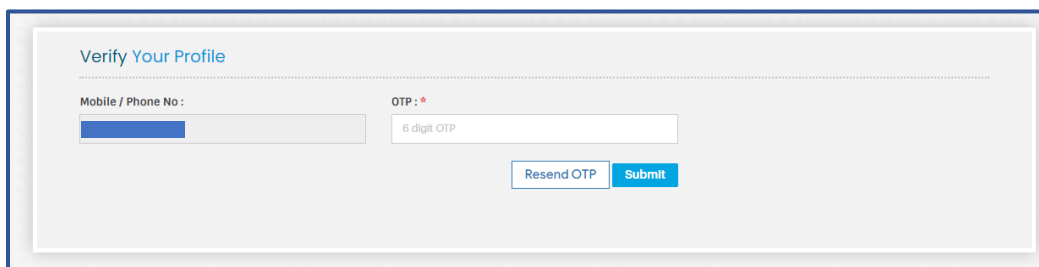 Verify Your Profile
Mobile / Phone No :
OTP : *
6 digit OTP
Resend OTP
Submit